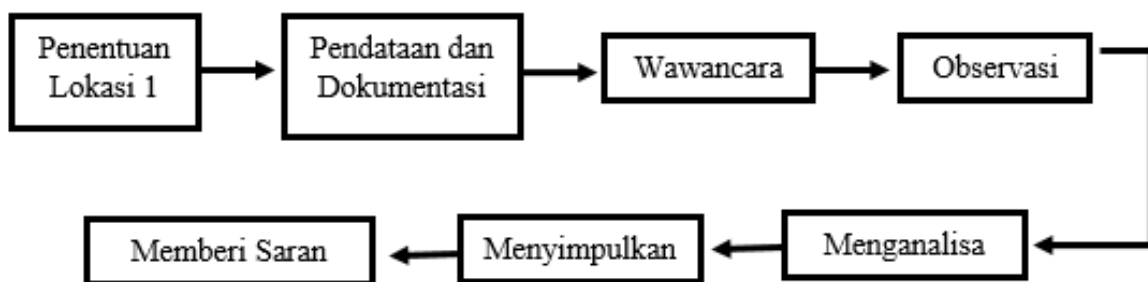 Penentuan
Lokasi 1
Pendataan dan
Dokumentasi
Wawancara
Observasi
Menganalisa
Menyimpulkan
Memberi Saran